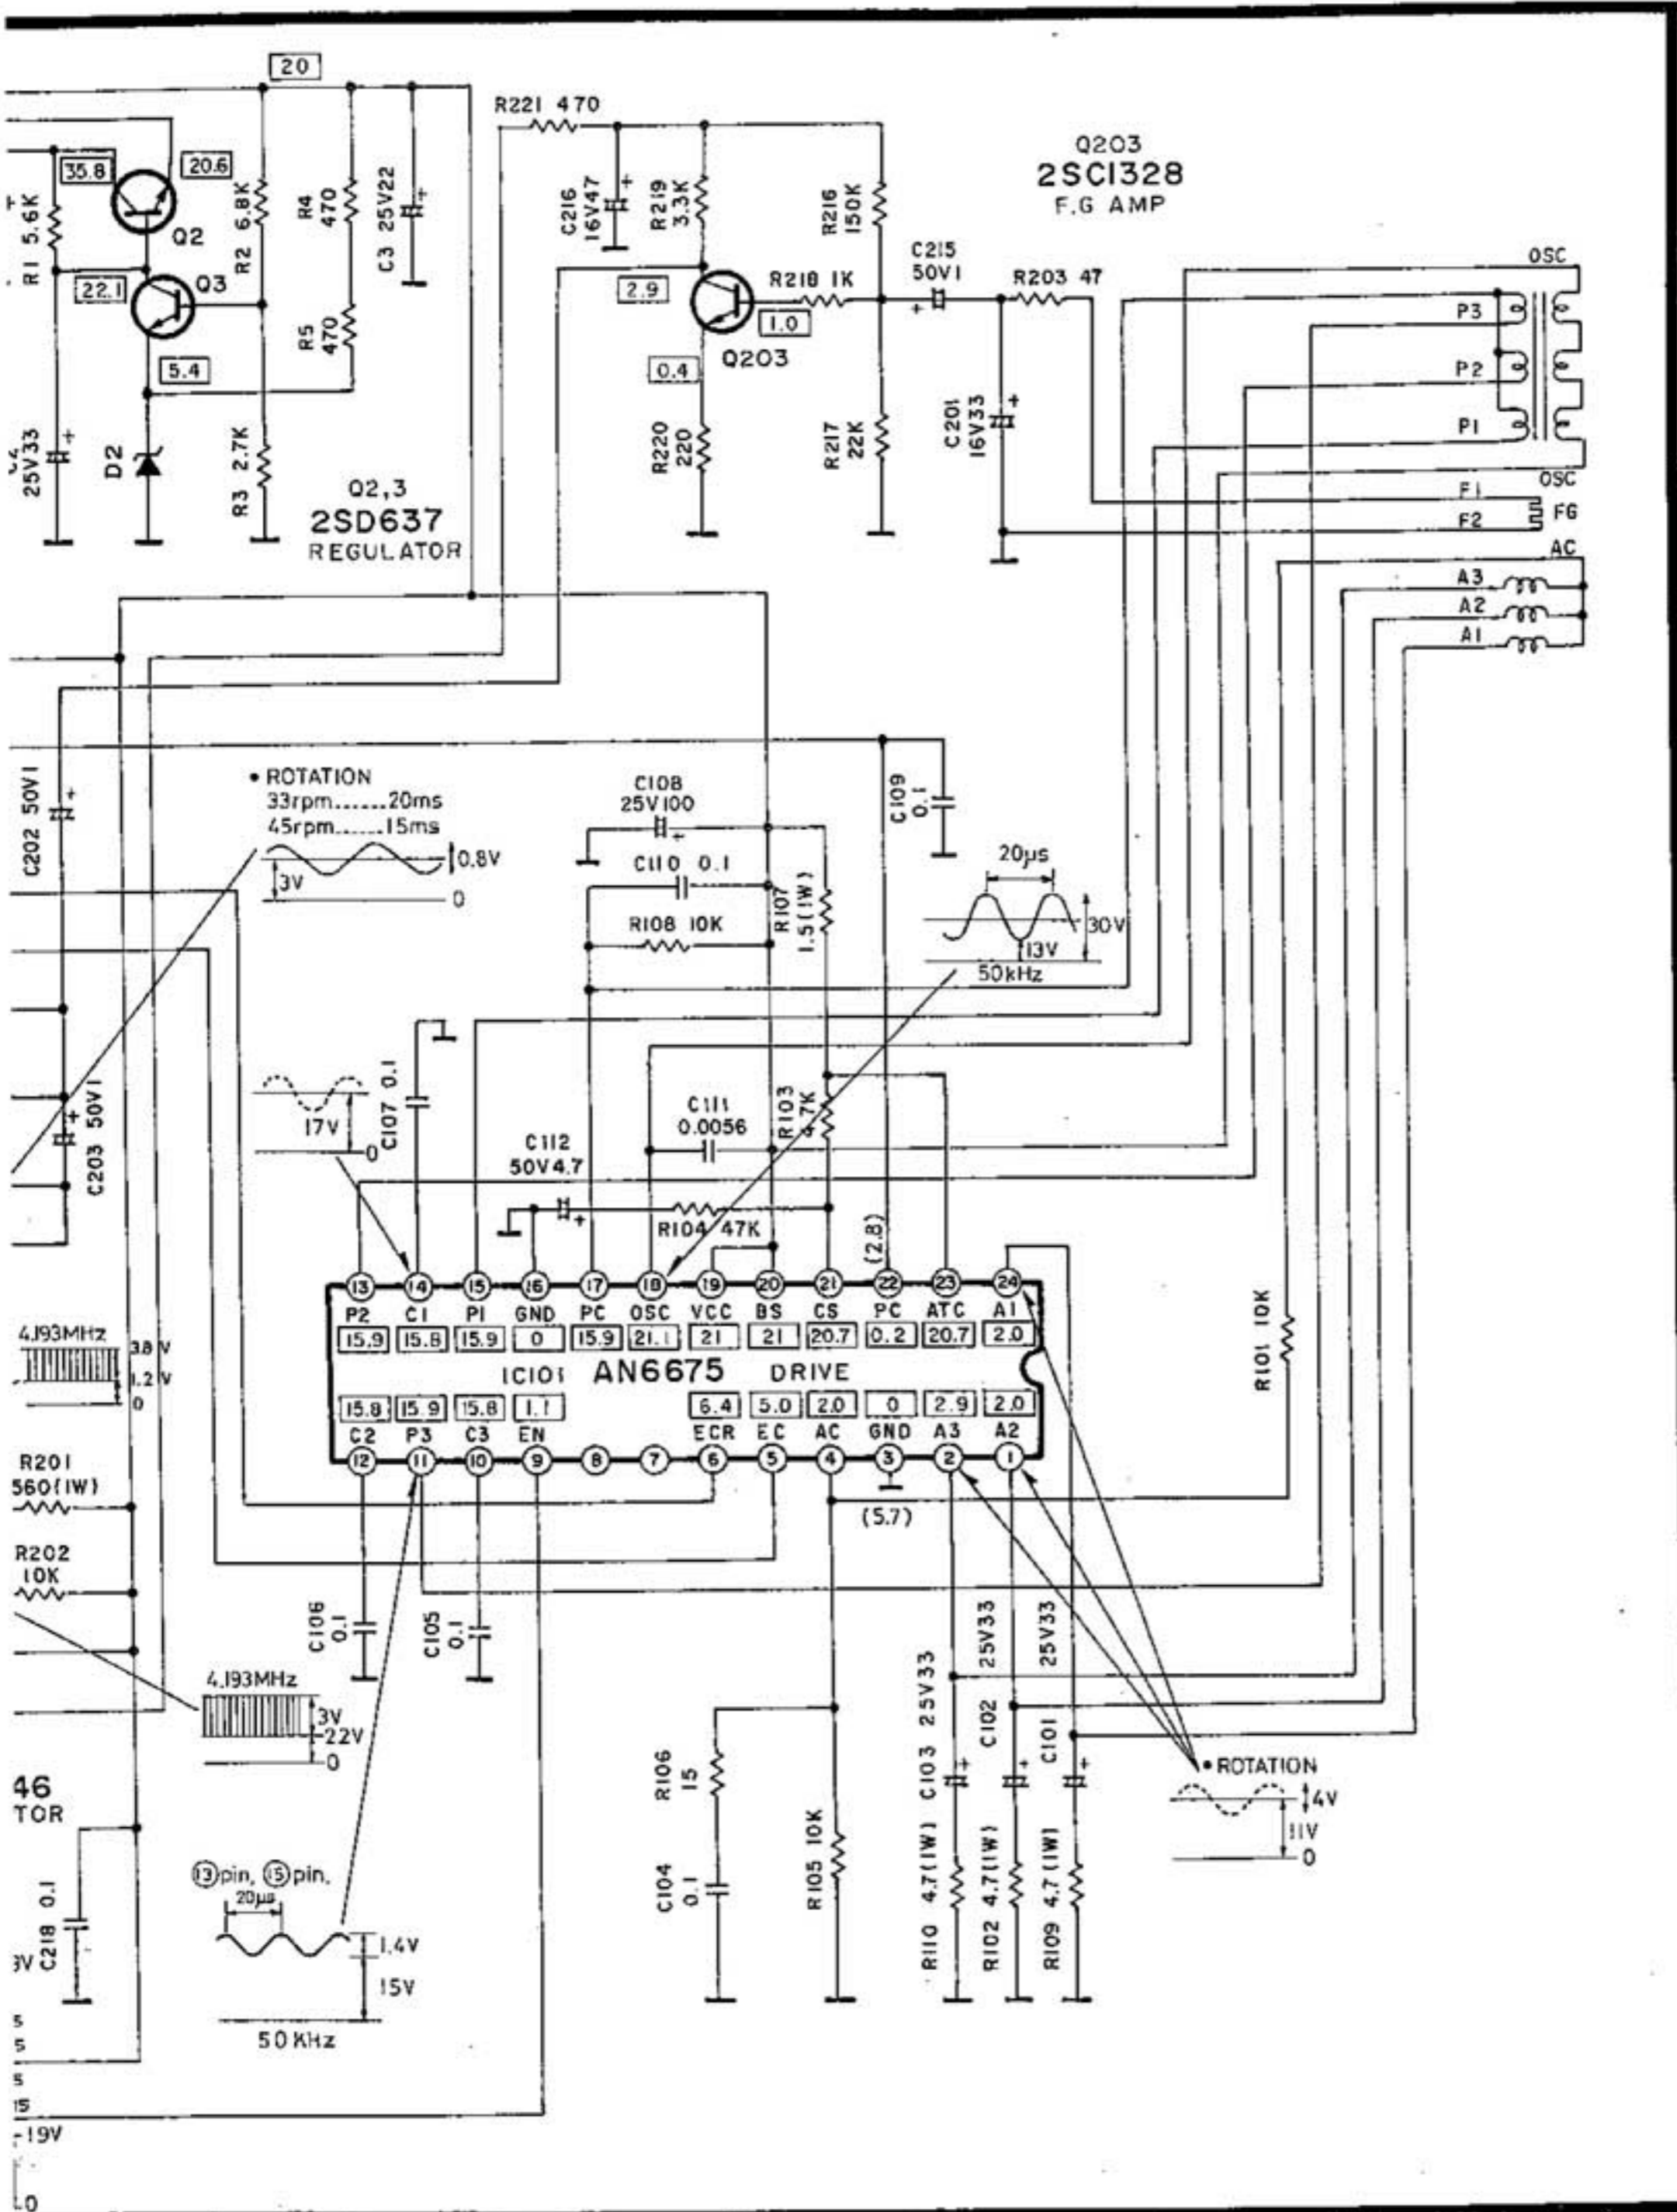 20
R221 470
Q203
2SC1328
F.G AMP
35.8
20.6
R1 5.6K
Q2
R2 6.8K
R4 470
C3 25V22
+
C216 16V47
+
R219 3.3K
R216 150K
C215
50V1
+
R203 47
OSC
22.1
Q3
2.9
R218 1K
1.0
Q203
P3
R5 470
5.4
0.4
P2
25V33
+
D2
R3 2.7K
R220 220
R217 22K
C201 16V33
+
P1
OSC
Q2,3
2SD637
REGULATOR
F1
F2
FG
AC
A3
A2
A1
C202 50V1
+
• ROTATION
33rpm......20ms
45rpm......15ms
0.8V
3V
0
C108
25V100
+
C110 0.1
R108 10K
R107 1.5(1W)
C109 0.1
20µs
30V
13V
50kHz
C203 50V1
+
17V
0
C107 0.1
C112
50V4.7
+
C111
0.0056
R103 4.7K
R104 47K
(2.8)
13 14 15 16 17 18 19 20 21 22 23 24
P2 C1 P1 GND PC OSC VCC BS CS PC ATC A1
15.9 15.8 15.9 0 15.9 21.1 21 21 20.7 0.2 20.7 2.0
IC101 AN6675 DRIVE
15.8 15.9 15.8 1.1 6.4 5.0 2.0 0 2.9 2.0
C2 P3 C3 EN ECR EC AC GND A3 A2
12 11 10 9 8 7 6 5 4 3 2 1
(5.7)
R101 10K
4.193MHz
3.8 V
1.2 V
0
R201
560(1W)
R202
10K
C106 0.1
C105 0.1
4.193MHz
3V
2.2V
0
46
TOR
C218 0.1
13pin, 15pin,
20µs
1.4V
15V
50KHz
R106 15
C104 0.1
R105 10K
R110 4.7(1W) C103 25V33
+
R102 4.7(1W) C102 25V33
+
R109 4.7(1W) C101 25V33
+
• ROTATION
4V
11V
0
3V
5
5
5
15
-19V